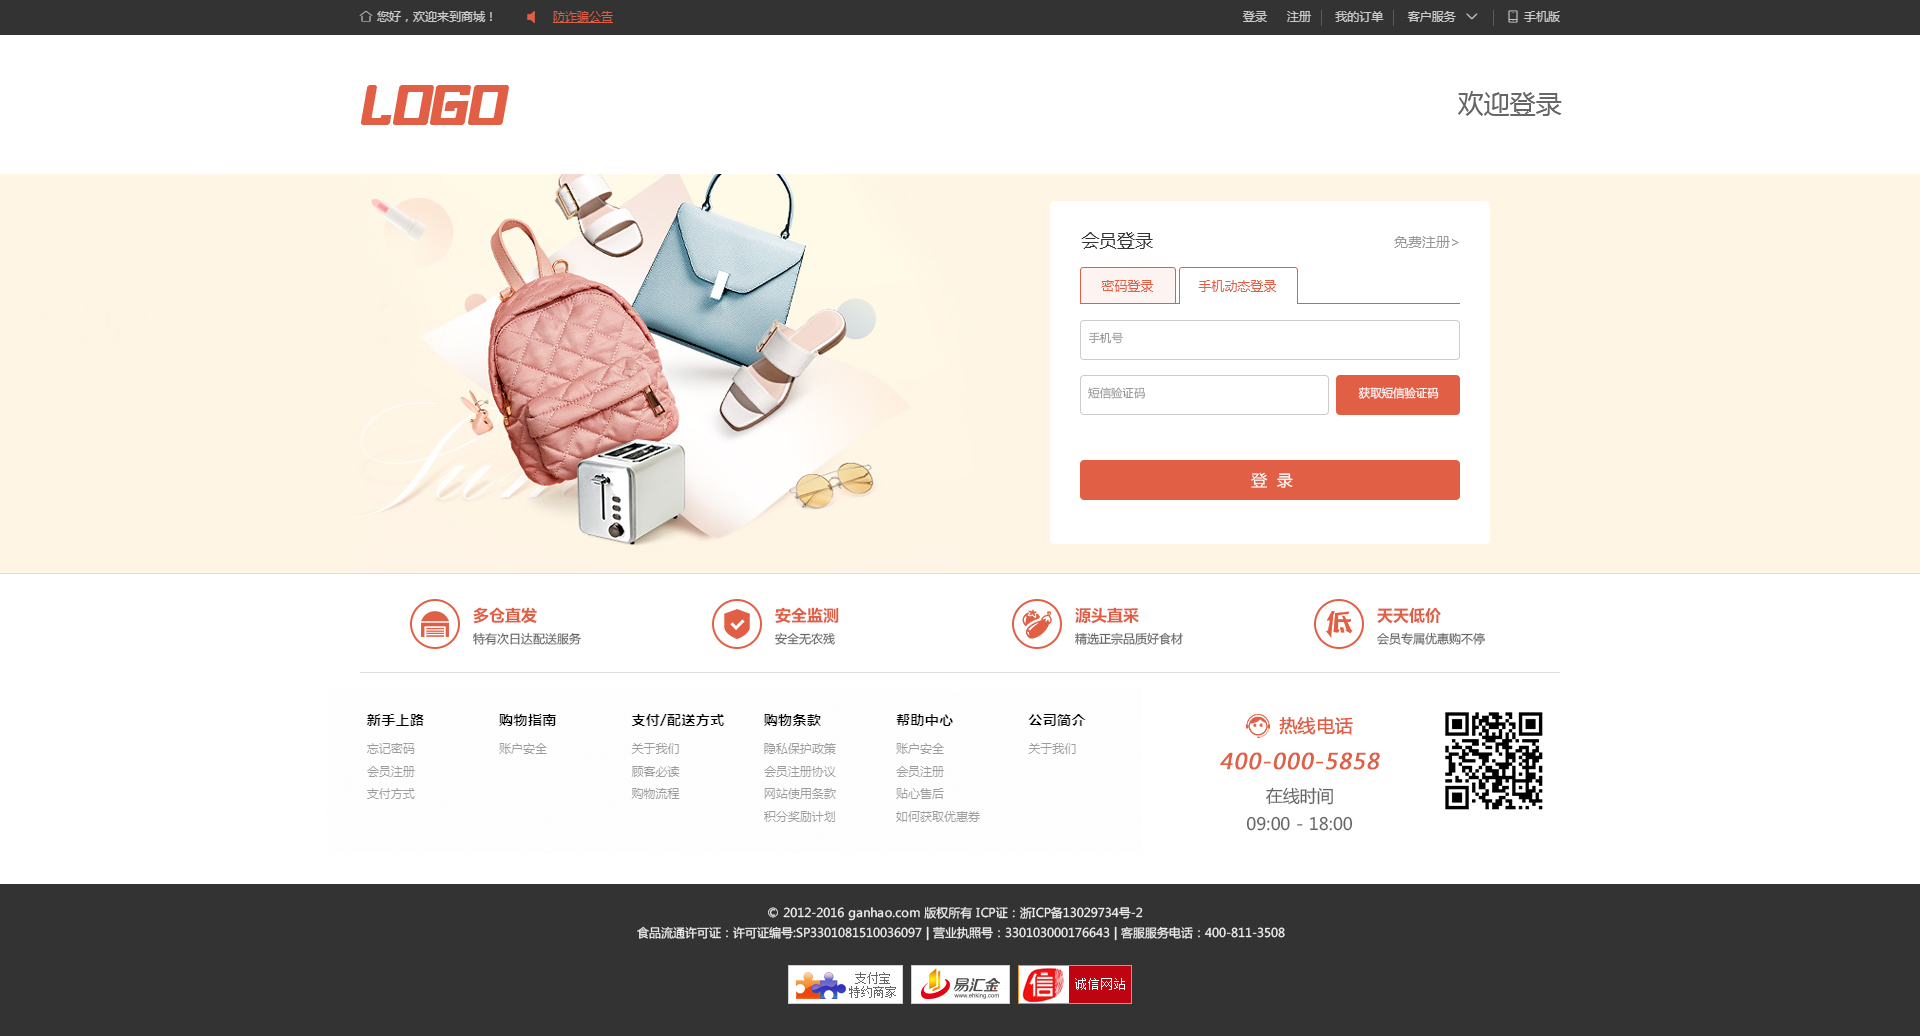 您好，欢迎来到商城！ 防诈骗公告 登录 注册 我的订单 客户服务 手机版
LOGO 欢迎登录
会员登录 免费注册>
密码登录 手机动态登录
手机号
短信验证码 获取短信验证码
登 录
多仓直发
特有次日达配送服务
安全监测
安全无农残
源头直采
精选正宗品质好食材
低 天天低价
会员专属优惠购不停
新手上路
忘记密码
会员注册
支付方式
购物指南
账户安全
支付/配送方式
关于我们
顾客必读
购物流程
购物条款
隐私保护政策
会员注册协议
网站使用条款
积分奖励计划
帮助中心
账户安全
会员注册
贴心售后
如何获取优惠券
公司简介
关于我们
热线电话
400-000-5858
在线时间
09:00 - 18:00
© 2012-2016 ganhao.com 版权所有 ICP证：浙ICP备13029734号-2
食品流通许可证：许可证编号:SP3301081510036097 | 营业执照号：330103000176643 | 客服服务电话：400-811-3508
支付宝
特约商家
易汇金
www.ehking.com
信 诚信网站